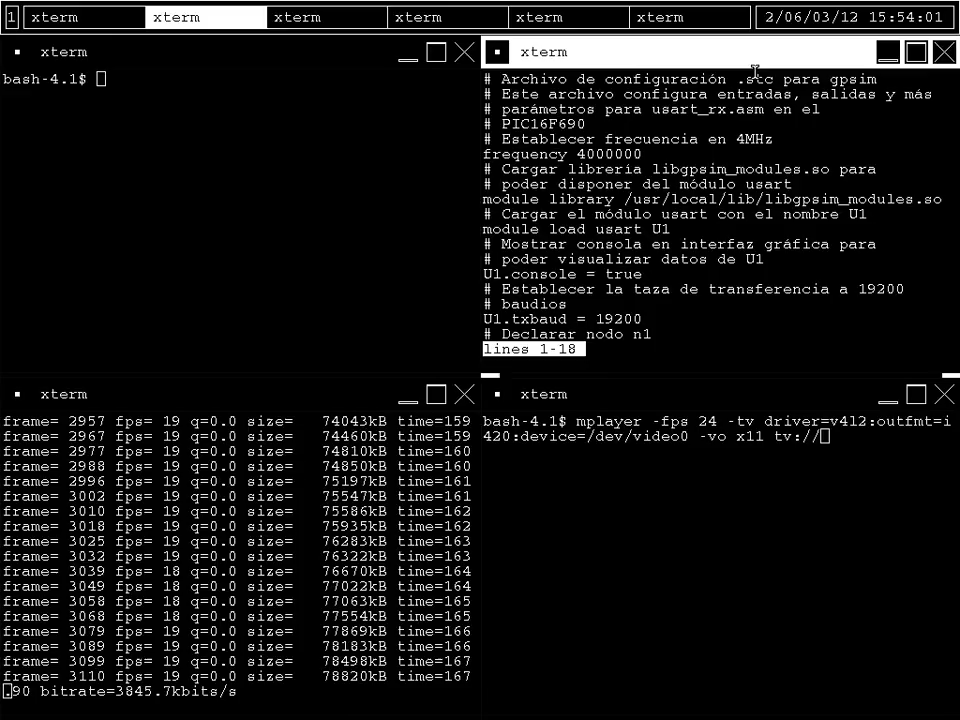 1 xterm xterm xterm xterm xterm xterm 2/06/03/12 15:54:01
xterm
bash-4.1$
xterm
# Archivo de configuración .stc para gpsim
# Este archivo configura entradas, salidas y más
# parámetros para usart_rx.asm en el
# PIC16F690
# Establecer frecuencia en 4MHz
frequency 4000000
# Cargar librería libgpsim_modules.so para
# poder disponer del módulo usart
module library /usr/local/lib/libgpsim_modules.so
# Cargar el módulo usart con el nombre U1
module load usart U1
# Mostrar consola en interfaz gráfica para
# poder visualizar datos de U1
U1.console = true
# Establecer la taza de transferencia a 19200
# baudios
U1.txbaud = 19200
# Declarar nodo n1
lines 1-18
xterm
frame= 2957 fps= 19 q=0.0 size=   74043kB time=159
frame= 2967 fps= 19 q=0.0 size=   74460kB time=159
frame= 2977 fps= 19 q=0.0 size=   74810kB time=160
frame= 2988 fps= 19 q=0.0 size=   74850kB time=160
frame= 2996 fps= 19 q=0.0 size=   75197kB time=161
frame= 3002 fps= 19 q=0.0 size=   75547kB time=161
frame= 3010 fps= 19 q=0.0 size=   75586kB time=162
frame= 3018 fps= 19 q=0.0 size=   75935kB time=162
frame= 3025 fps= 19 q=0.0 size=   76283kB time=163
frame= 3032 fps= 19 q=0.0 size=   76322kB time=163
frame= 3039 fps= 18 q=0.0 size=   76670kB time=164
frame= 3049 fps= 18 q=0.0 size=   77022kB time=164
frame= 3058 fps= 18 q=0.0 size=   77063kB time=165
frame= 3068 fps= 18 q=0.0 size=   77554kB time=165
frame= 3079 fps= 19 q=0.0 size=   77869kB time=166
frame= 3089 fps= 19 q=0.0 size=   78183kB time=166
frame= 3099 fps= 19 q=0.0 size=   78498kB time=167
frame= 3110 fps= 19 q=0.0 size=   78820kB time=167
.90 bitrate=3845.7kbits/s
xterm
bash-4.1$ mplayer -fps 24 -tv driver=v4l2:outfmt=i
420:device=/dev/video0 -vo x11 tv://